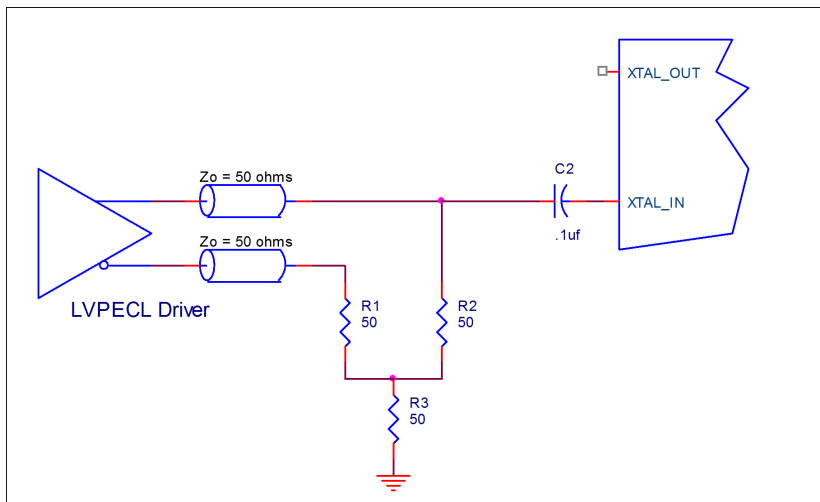 XTAL_OUT
C2
Zo = 50 ohms
XTAL_IN
.1uf
Zo = 50 ohms
LVPECL Driver
R1
50
R2
50
R3
50